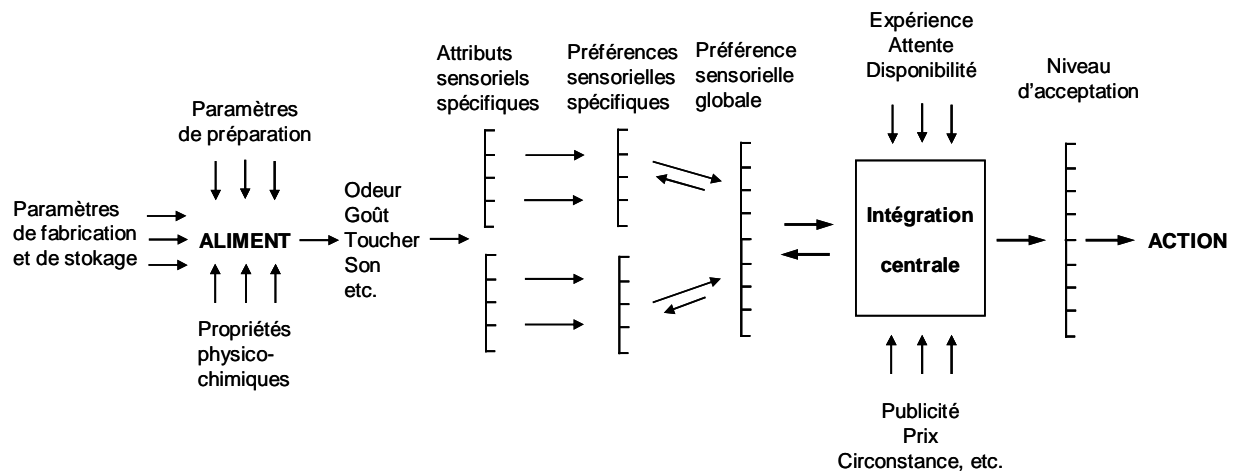 Paramètres
de fabrication
et de stokage
Paramètres
de préparation
ALIMENT
Propriétés
physico-
chimiques
Odeur
Goût
Toucher
Son
etc.
Attributs
sensoriels
spécifiques
Préférences
sensorielles
spécifiques
Préférence
sensorielle
globale
Expérience
Attente
Disponibilité
Intégration
centrale
Publicité
Prix
Circonstance, etc.
Niveau
d'acceptation
ACTION